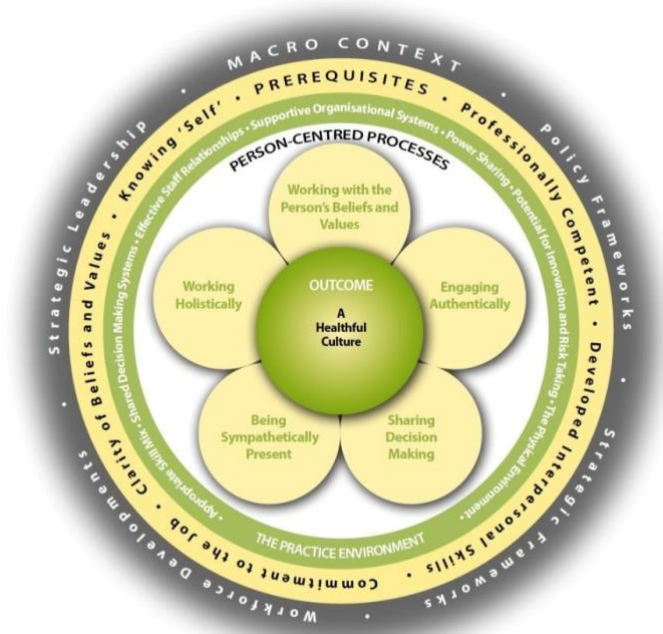 MACRO CONTEXT • Policy Frameworks • Strategic Frameworks • Workforce Developments • Strategic Leadership •
PREREQUISITES • Professionally Competent • Developed Interpersonal Skills • Commitment to the Job • Clarity of Beliefs and Values • Knowing 'Self' •
THE PRACTICE ENVIRONMENT
• Appropriate Skill Mix • Shared Decision Making Systems • Effective Staff Relationships • Supportive Organisational Systems • Power Sharing • Potential for Innovation and Risk Taking • The Physical Environment •
PERSON-CENTRED PROCESSES
Working with the
Person's Beliefs and
Values
Engaging
Authentically
Sharing
Decision
Making
Being
Sympathetically
Present
Working
Holistically
OUTCOME
A
Healthful
Culture